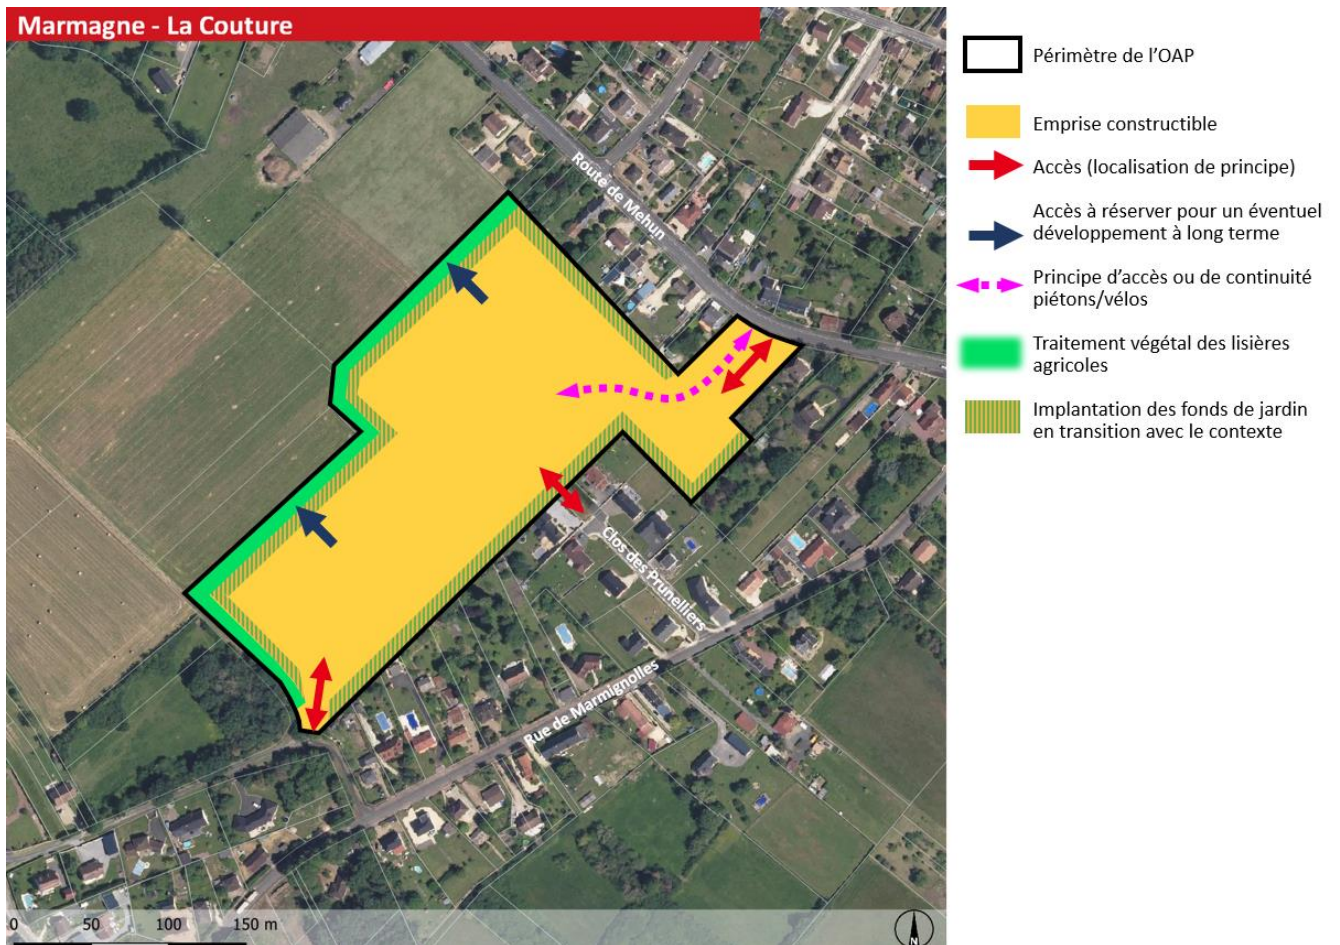 Marmagne - La Couture
Périmètre de l'OAP
Emprise constructible
Accès (localisation de principe)
Accès à réserver pour un éventuel
développement à long terme
Principe d'accès ou de continuité
piétons/vélos
Traitement végétal des lisières
agricoles
Implantation des fonds de jardin
en transition avec le contexte
Route de Mehun
Clos des Prunelliers
Rue de Marmignolles
0 50 100 150 m
N